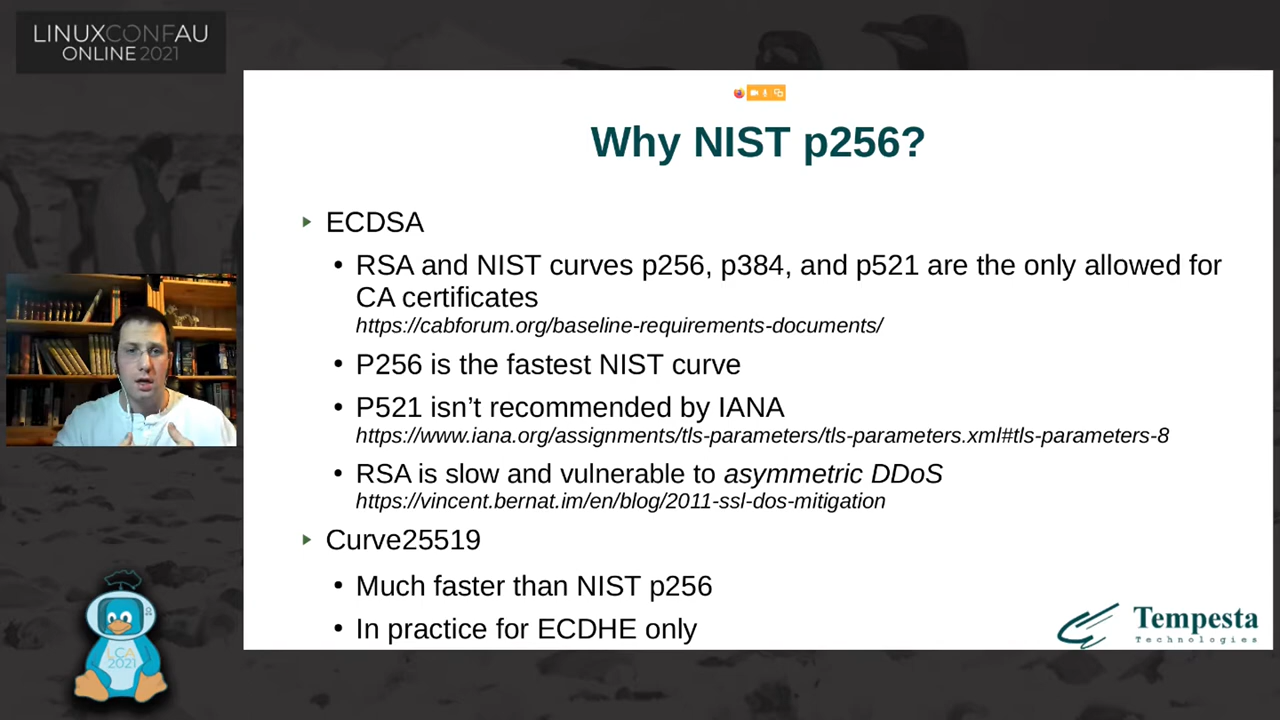 LINUXCONFAU
ONLINE 2021
Why NIST p256?
ECDSA
RSA and NIST curves p256, p384, and p521 are the only allowed for
CA certificates
https://cabforum.org/baseline-requirements-documents/
P256 is the fastest NIST curve
P521 isn't recommended by IANA
https://www.iana.org/assignments/tls-parameters/tls-parameters.xml#tls-parameters-8
RSA is slow and vulnerable to asymmetric DDoS
https://vincent.bernat.im/en/blog/2011-ssl-dos-mitigation
Curve25519
Much faster than NIST p256
In practice for ECDHE only
Tempesta
Technologies
LCA
2021